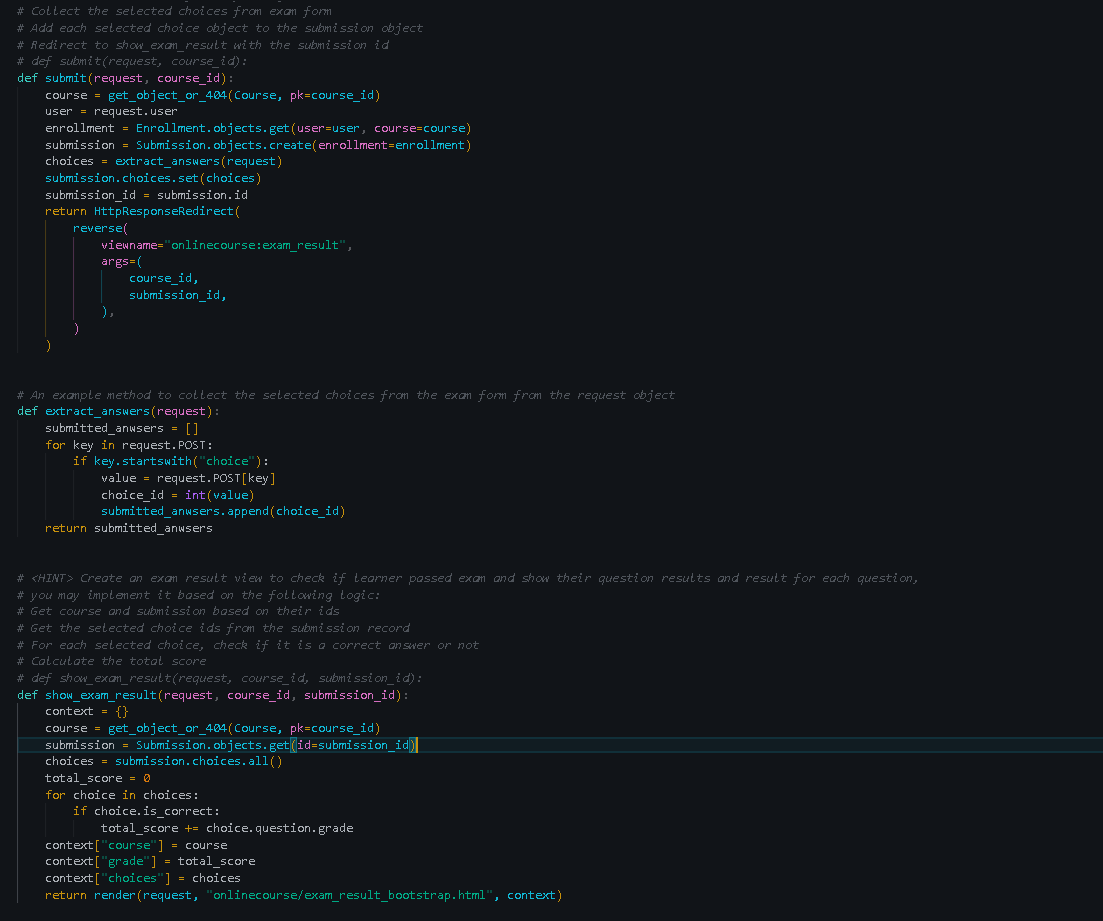 # Collect the selected choices from exam form
# Add each selected choice object to the submission object
# Redirect to show_exam_result with the submission id
# def submit(request, course_id):
def submit(request, course_id):
    course = get_object_or_404(Course, pk=course_id)
    user = request.user
    enrollment = Enrollment.objects.get(user=user, course=course)
    submission = Submission.objects.create(enrollment=enrollment)
    choices = extract_answers(request)
    submission.choices.set(choices)
    submission_id = submission.id
    return HttpResponseRedirect(
        reverse(
            viewname="onlinecourse:exam_result",
            args=(
                course_id,
                submission_id,
            ),
        )
    )
# An example method to collect the selected choices from the exam form from the request object
def extract_answers(request):
    submitted_anwsers = []
    for key in request.POST:
        if key.startswith("choice"):
            value = request.POST[key]
            choice_id = int(value)
            submitted_anwsers.append(choice_id)
    return submitted_anwsers
# <HINT> Create an exam result view to check if learner passed exam and show their question results and result for each question,
# you may implement it based on the following logic:
# Get course and submission based on their ids
# Get the selected choice ids from the submission record
# For each selected choice, check if it is a correct answer or not
# Calculate the total score
# def show_exam_result(request, course_id, submission_id):
def show_exam_result(request, course_id, submission_id):
    context = {}
    course = get_object_or_404(Course, pk=course_id)
    submission = Submission.objects.get(id=submission_id)
    choices = submission.choices.all()
    total_score = 0
    for choice in choices:
        if choice.is_correct:
            total_score += choice.question.grade
    context["course"] = course
    context["grade"] = total_score
    context["choices"] = choices
    return render(request, "onlinecourse/exam_result_bootstrap.html", context)